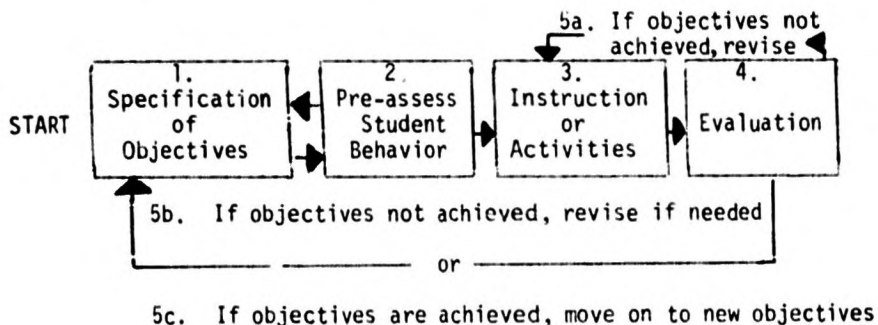 5a. If objectives not
achieved, revise
START
1.
Specification
of
Objectives
2.
Pre-assess
Student
Behavior
3.
Instruction
or
Activities
4.
Evaluation
5b. If objectives not achieved, revise if needed
or
5c. If objectives are achieved, move on to new objectives